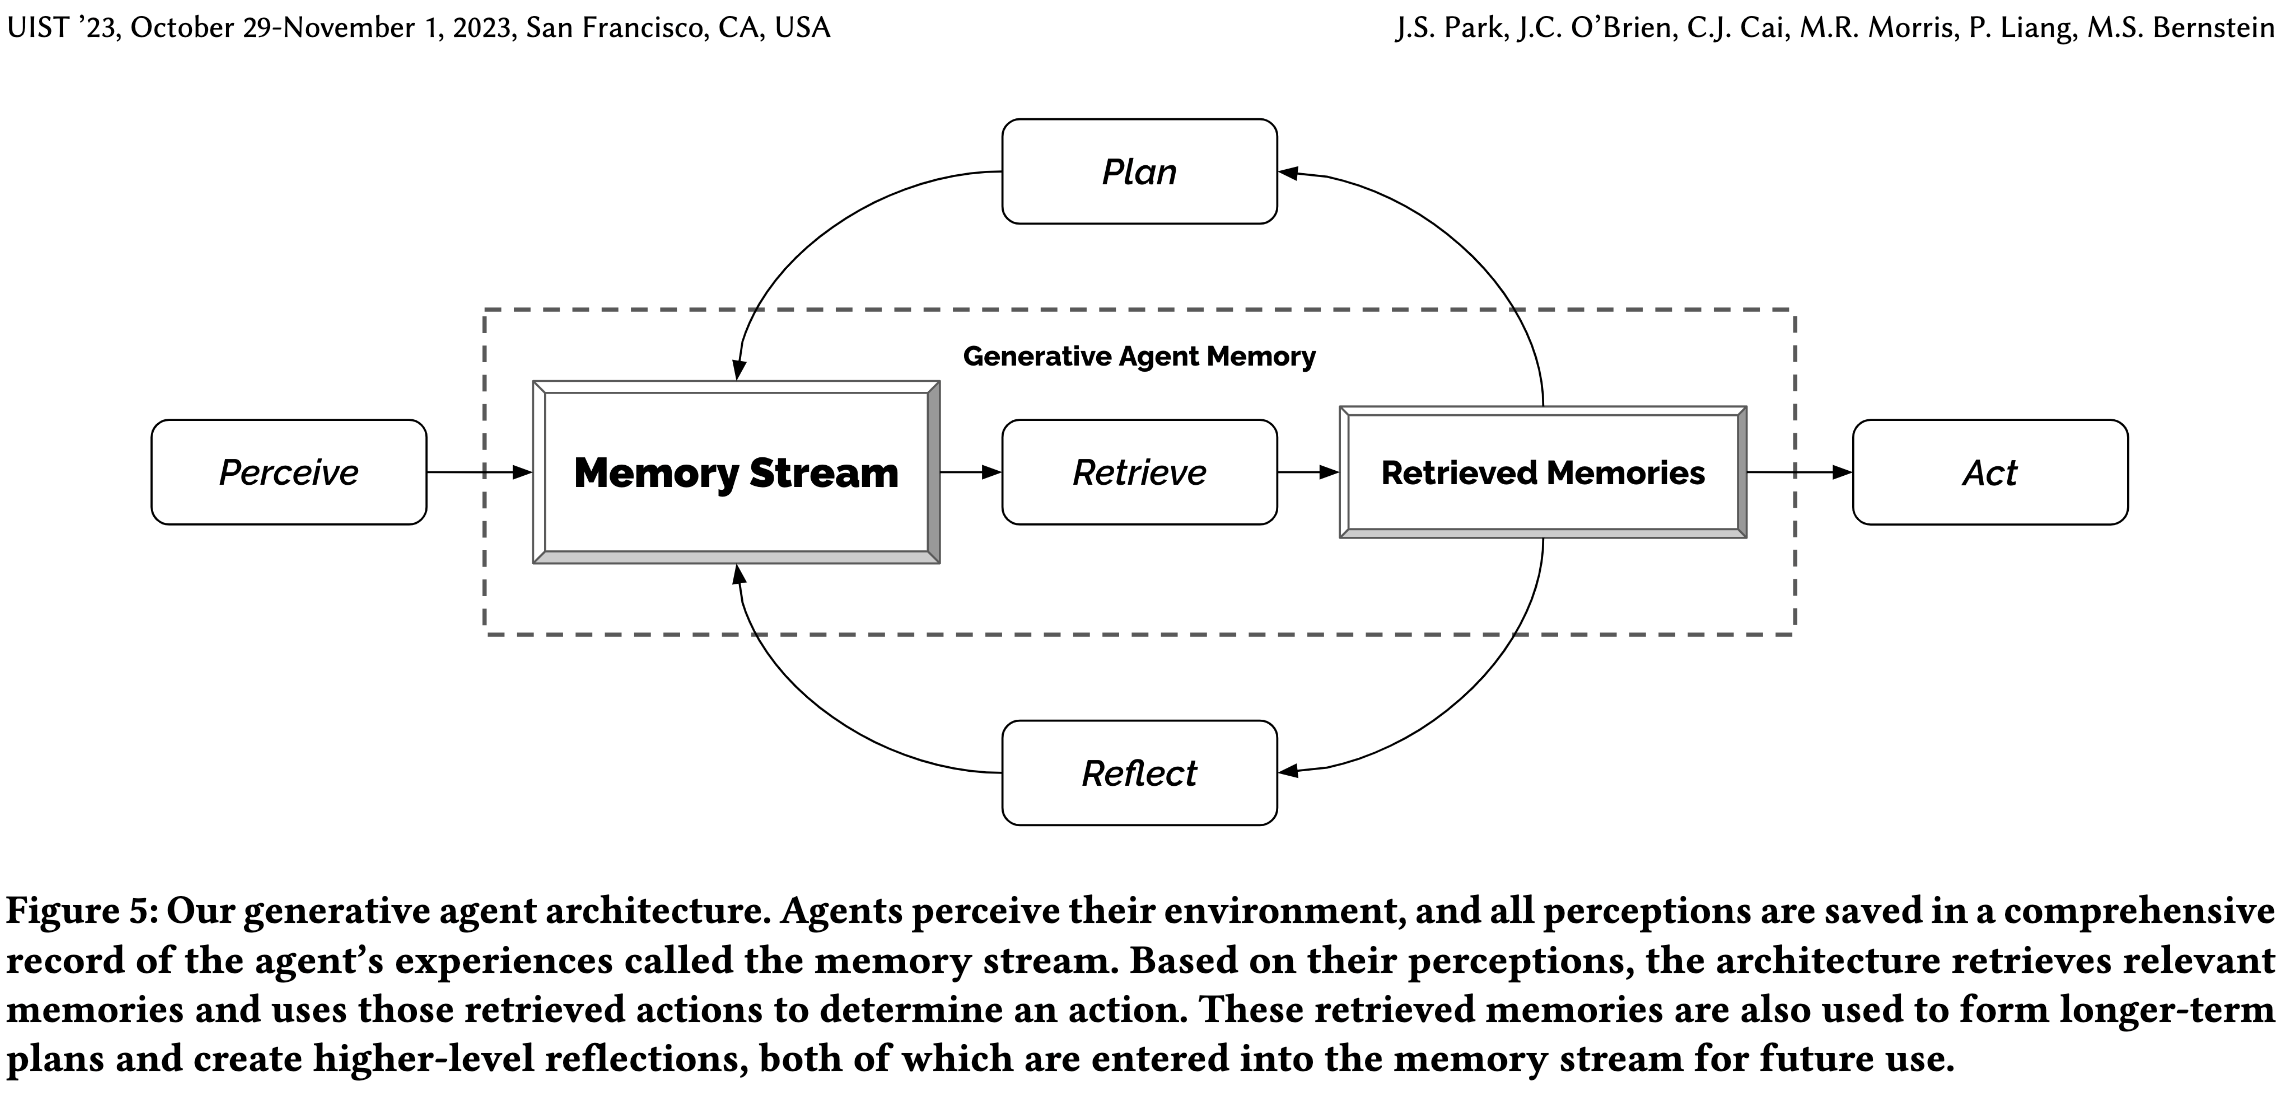 UIST ’23, October 29-November 1, 2023, San Francisco, CA, USA
J.S. Park, J.C. O’Brien, C.J. Cai, M.R. Morris, P. Liang, M.S. Bernstein
Plan
Generative Agent Memory
Perceive
Memory Stream
Retrieve
Retrieved Memories
Act
Reflect
Figure 5: Our generative agent architecture. Agents perceive their environment, and all perceptions are saved in a comprehensive
record of the agent’s experiences called the memory stream. Based on their perceptions, the architecture retrieves relevant
memories and uses those retrieved actions to determine an action. These retrieved memories are also used to form longer-term
plans and create higher-level reflections, both of which are entered into the memory stream for future use.